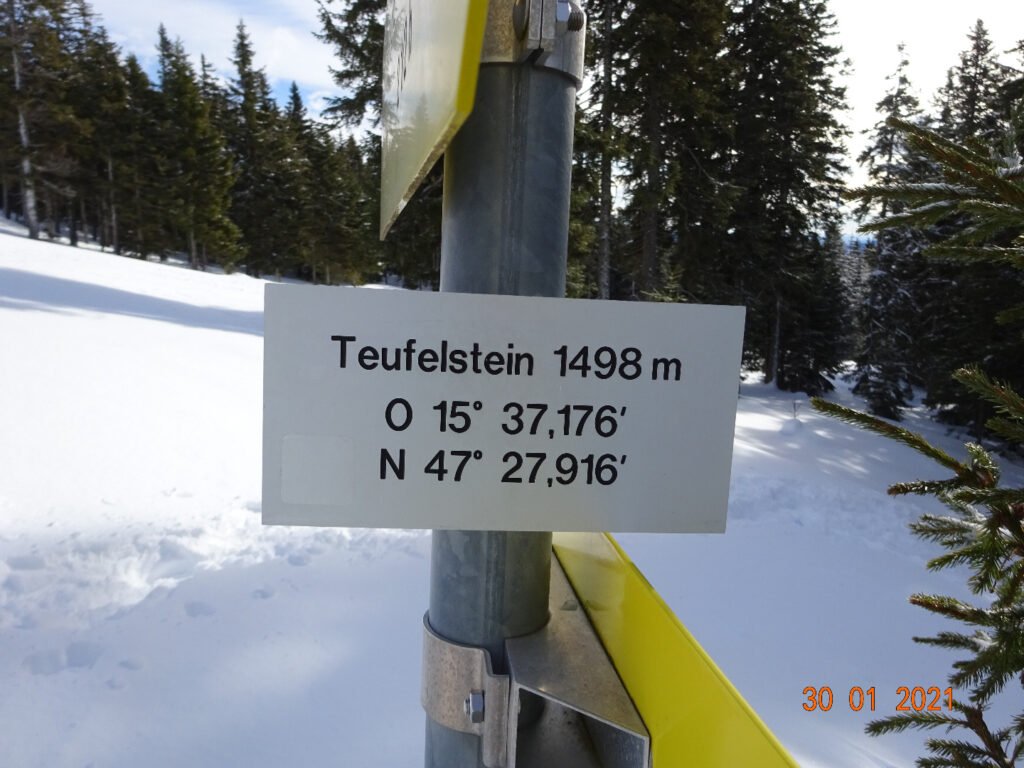 Teufelstein 1498 m
O 15° 37,176'
N 47° 27,916'
30 01 2021